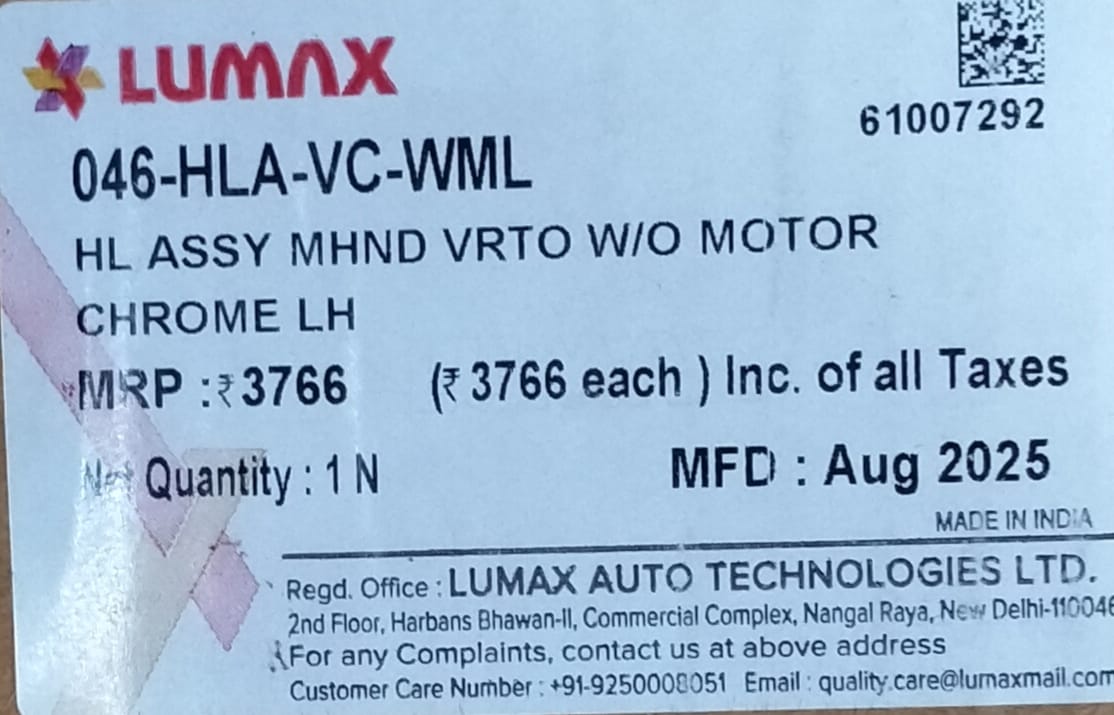 LUMAX
61007292
046-HLA-VC-WML
HL ASSY MHND VRTO W/O MOTOR
CHROME LH
MRP :₹3766 (₹ 3766 each ) Inc. of all Taxes
Net Quantity : 1 N MFD : Aug 2025
MADE IN INDIA
Regd. Office : LUMAX AUTO TECHNOLOGIES LTD.
2nd Floor, Harbans Bhawan-II, Commercial Complex, Nangal Raya, New Delhi-110046
For any Complaints, contact us at above address
Customer Care Number : +91-9250008051 Email : quality.care@lumaxmail.com